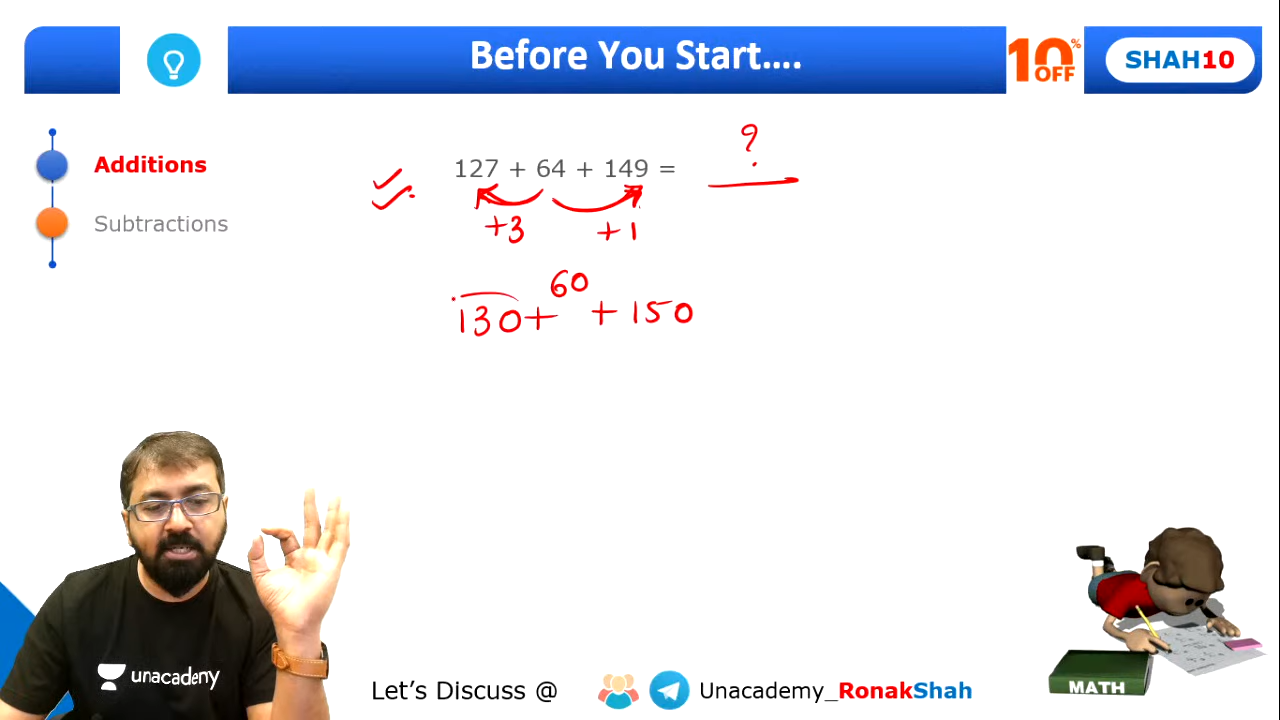 Before You Start....
10% OFF
SHAH10
Additions
Subtractions
127 + 64 + 149 = ?
+3 +1
130 + 60 + 150
unacademy
MATH
Let's Discuss @ Unacademy_RonakShah